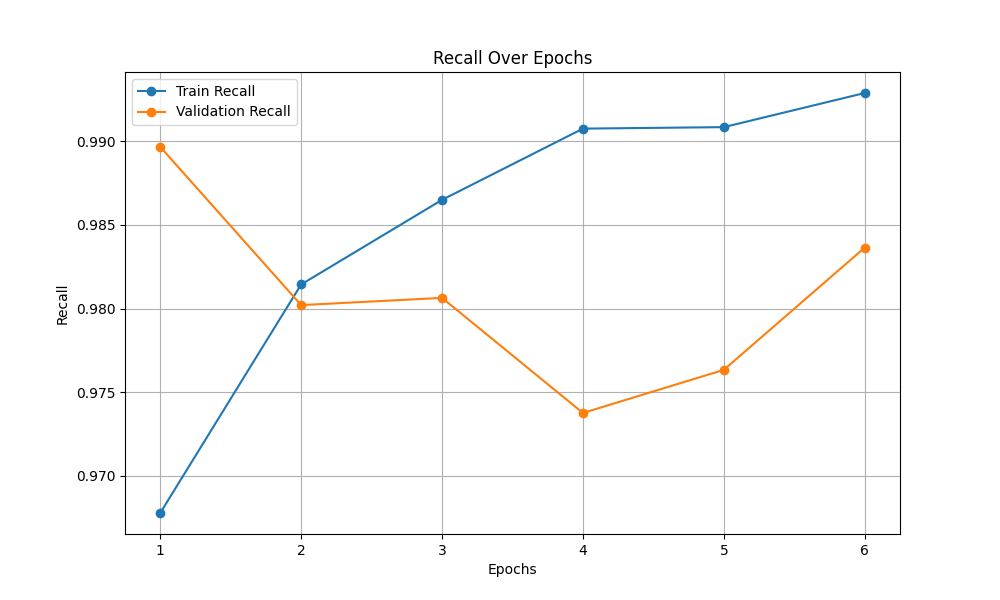 Recall Over Epochs
Train Recall
Validation Recall
0.990
0.985
0.980
0.975
0.970
Recall
1 2 3 4 5 6
Epochs